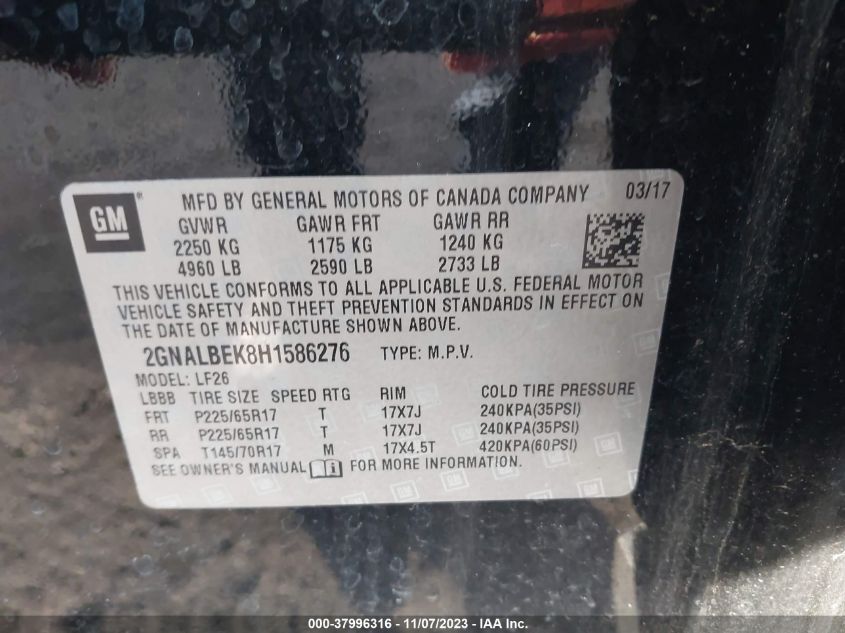 GM ® MFD BY GENERAL MOTORS OF CANADA COMPANY 03/17
GVWR GAWR FRT GAWR RR
2250 KG 1175 KG 1240 KG
4960 LB 2590 LB 2733 LB
THIS VEHICLE CONFORMS TO ALL APPLICABLE U.S. FEDERAL MOTOR
VEHICLE SAFETY AND THEFT PREVENTION STANDARDS IN EFFECT ON
THE DATE OF MANUFACTURE SHOWN ABOVE.
2GNALBEK8H1586276 TYPE: M.P.V.
MODEL: LF26
LBBB TIRE SIZE SPEED RTG RIM COLD TIRE PRESSURE
FRT P225/65R17 T 17X7J 240KPA(35PSI)
RR P225/65R17 T 17X7J 240KPA(35PSI)
SPA T145/70R17 M 17X4.5T 420KPA(60PSI)
SEE OWNER'S MANUAL FOR MORE INFORMATION.
000-37996316 - 11/07/2023 - IAA Inc.